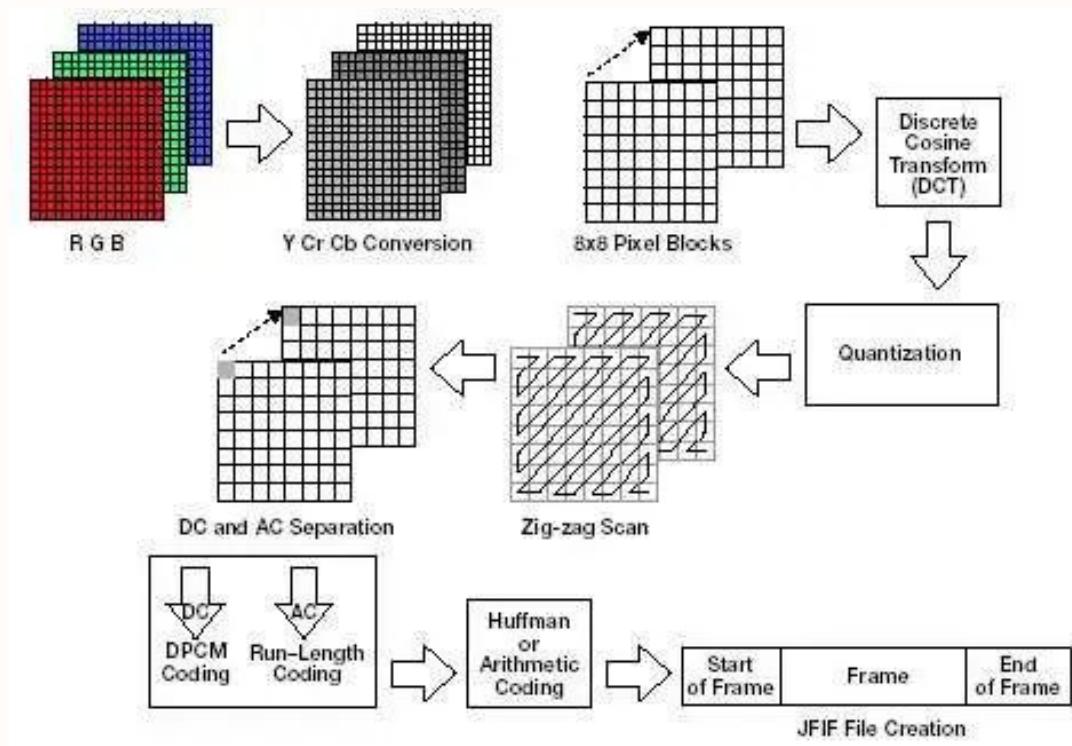 R G B
Y Cr Cb Conversion
8x8 Pixel Blocks
Discrete
Cosine
Transform
(DCT)
Quantization
Zig-zag Scan
DC and AC Separation
DC
DPCM
Coding
AC
Run-Length
Coding
Huffman
or
Arithmetic
Coding
Start
of Frame
Frame
End
of Frame
JFIF File Creation